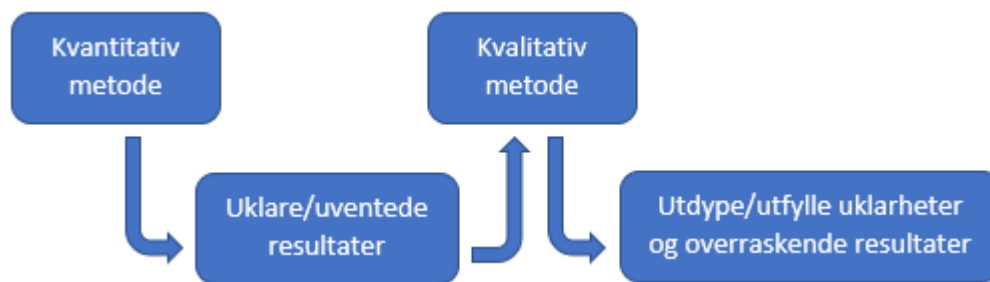 Kvantitativ
metode
Kvalitativ
metode
Uklare/uventede
resultater
Utdype/utfylle uklarheter
og overraskende resultater